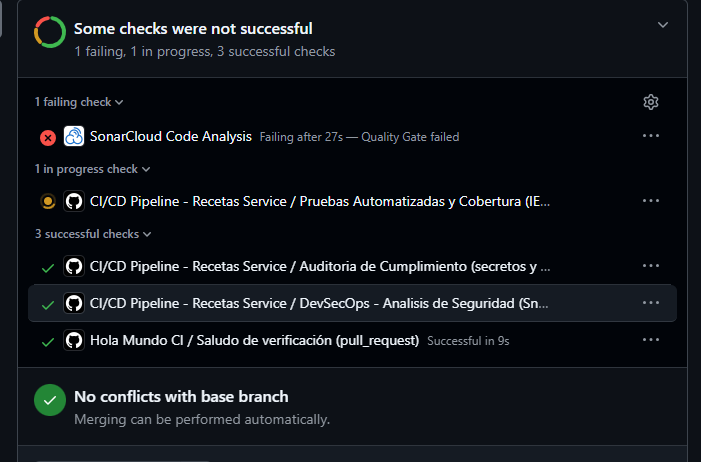 Some checks were not successful
1 failing, 1 in progress, 3 successful checks
1 failing check
SonarCloud Code Analysis Failing after 27s — Quality Gate failed
1 in progress check
CI/CD Pipeline - Recetas Service / Pruebas Automatizadas y Cobertura (IE...
3 successful checks
CI/CD Pipeline - Recetas Service / Auditoria de Cumplimiento (secretos y ...
CI/CD Pipeline - Recetas Service / DevSecOps - Analisis de Seguridad (Sn...
Hola Mundo CI / Saludo de verificación (pull_request) Successful in 9s
No conflicts with base branch
Merging can be performed automatically.